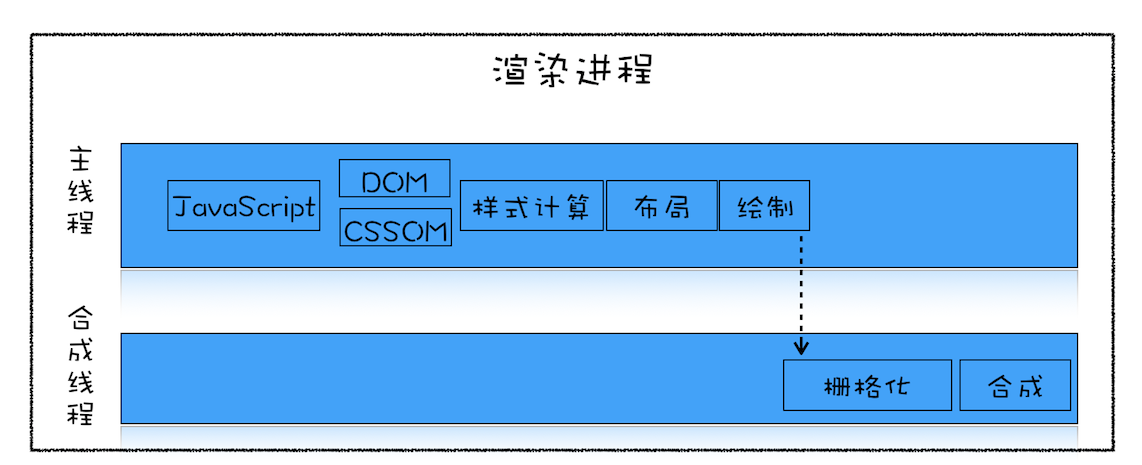 渲染进程
主线程
JavaScript
DOM
CSSOM
样式计算
布局
绘制
合成线程
栅格化
合成